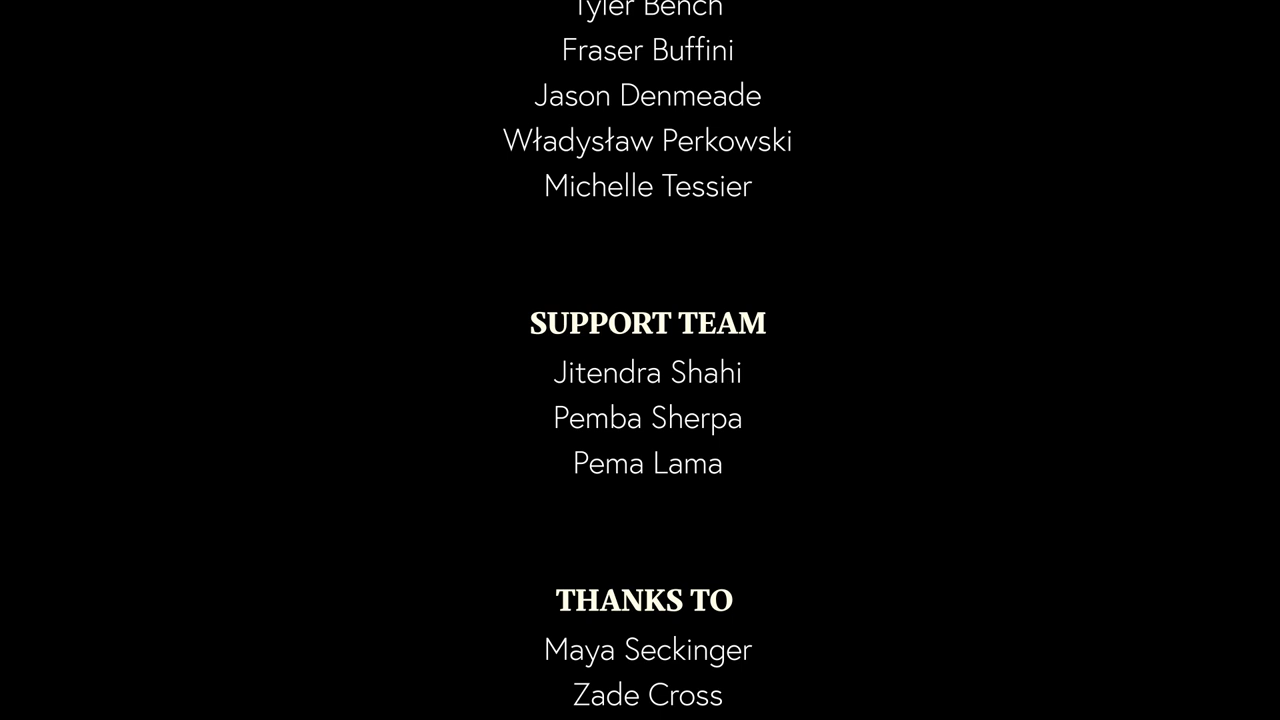 Tyler Bench
Fraser Buffini
Jason Denmeade
Władysław Perkowski
Michelle Tessier
SUPPORT TEAM
Jitendra Shahi
Pemba Sherpa
Pema Lama
THANKS TO
Maya Seckinger
Zade Cross